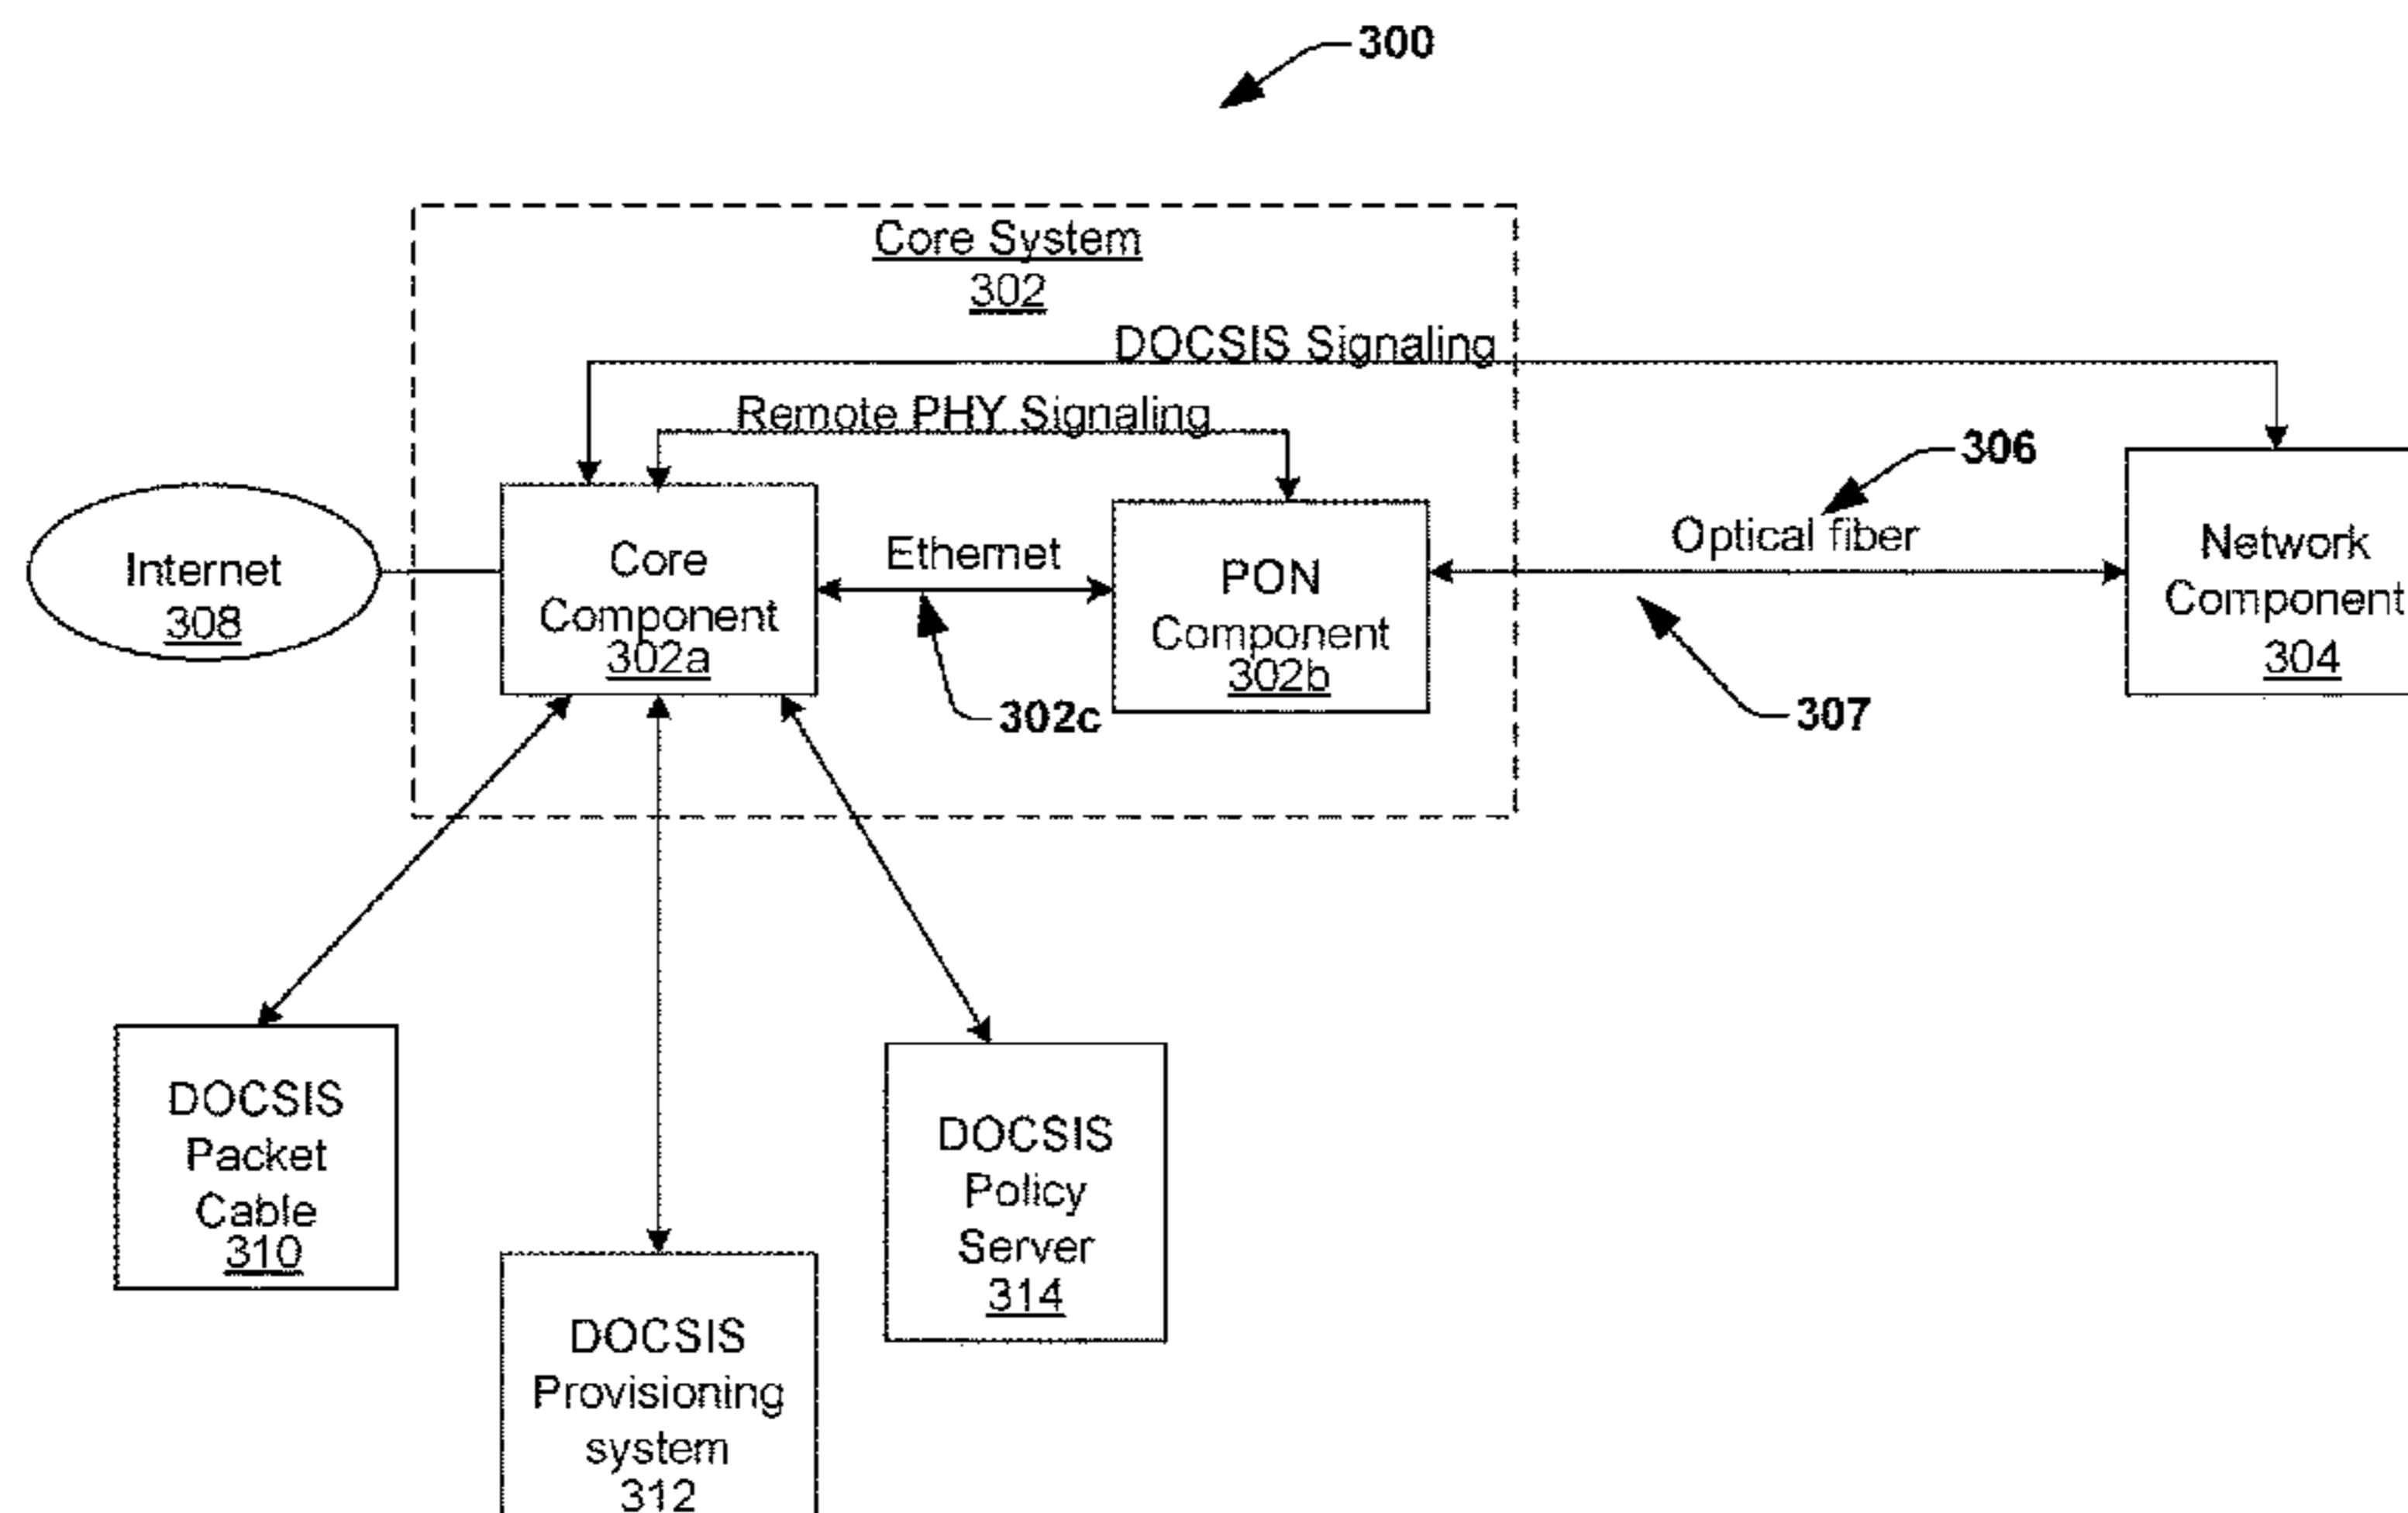 300
Core System
302
DOCSIS Signaling
Remote PHY Signaling
306
Internet
308
Core
Component
302a
Ethernet
302c
PON
Component
302b
Optical fiber
307
Network
Component
304
DOCSIS
Packet
Cable
310
DOCSIS
Provisioning
system
312
DOCSIS
Policy
Server
314